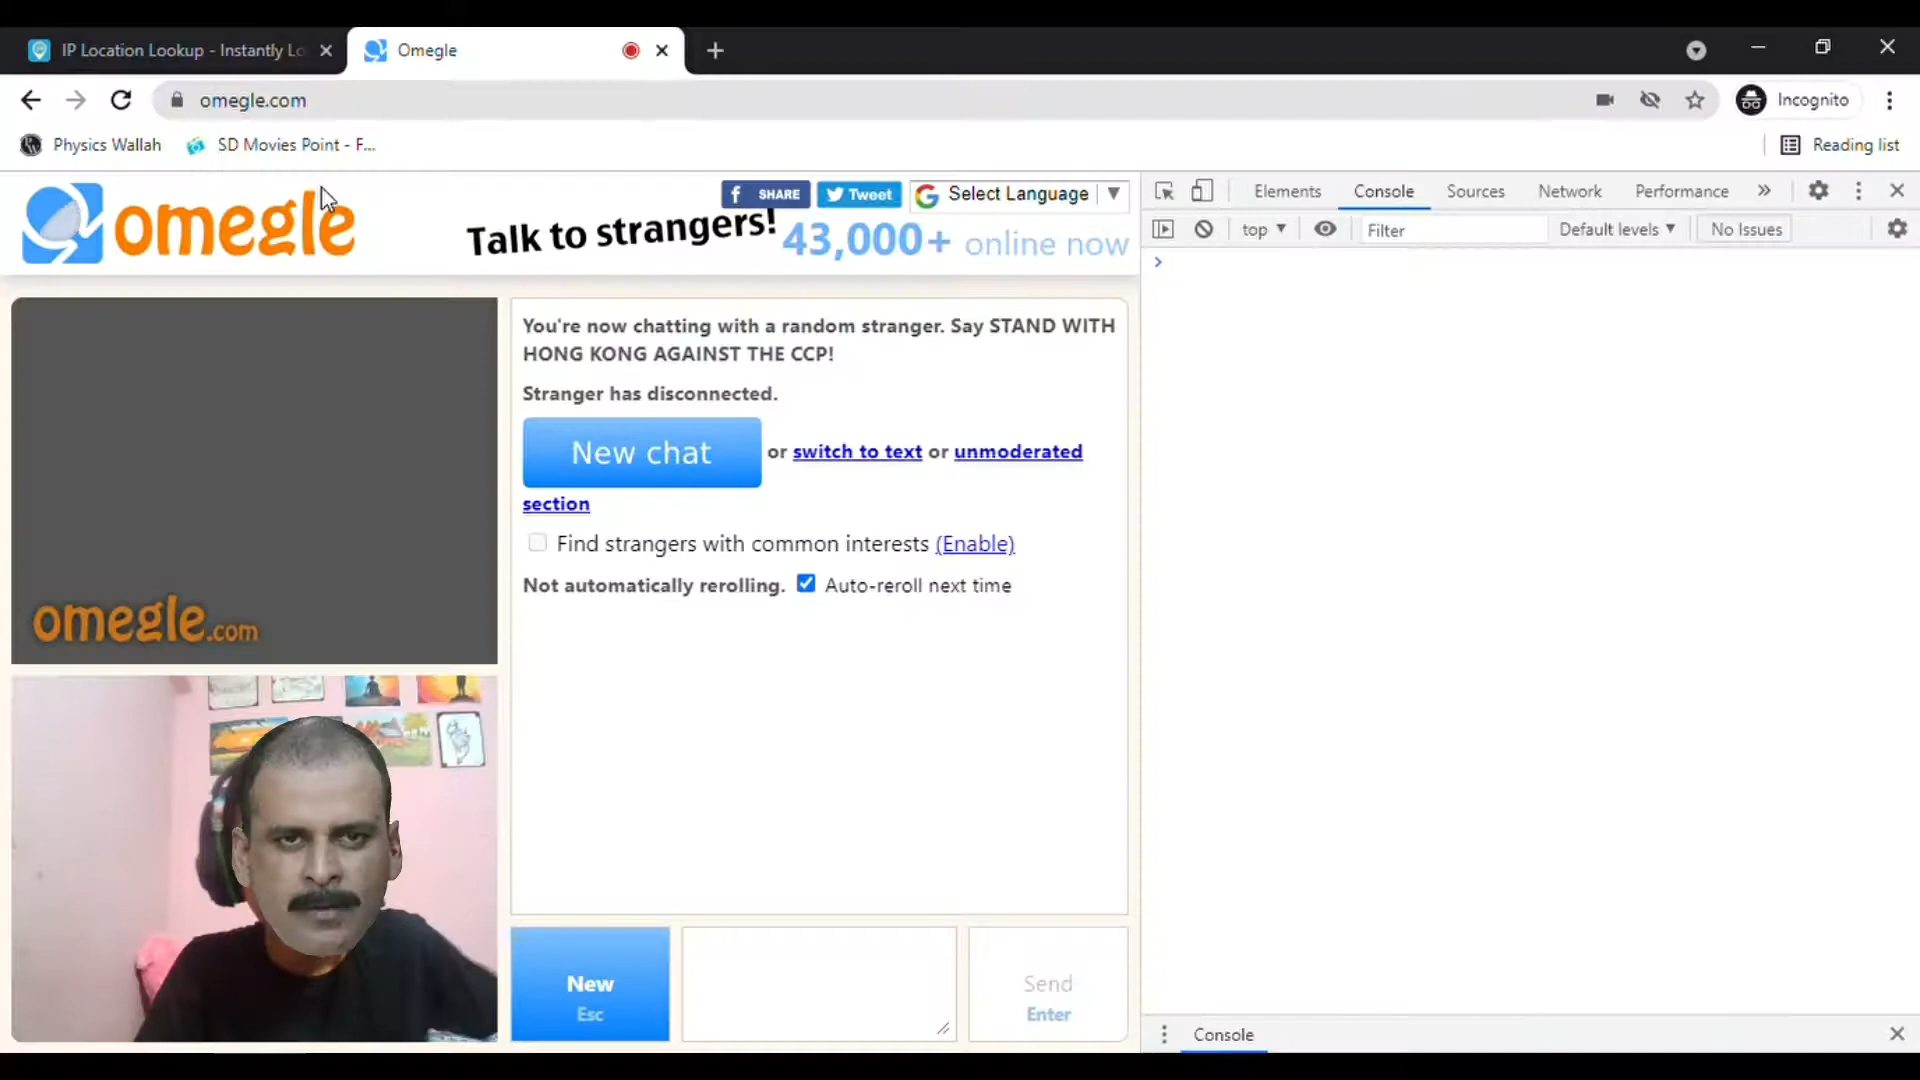 IP Location Lookup - Instantly Lo
Omegle
omegle.com
Incognito
Physics Wallah
SD Movies Point - F...
Reading list
omegle
Talk to strangers!
SHARE
Tweet
Select Language
43,000+ online now
You're now chatting with a random stranger. Say STAND WITH
HONG KONG AGAINST THE CCP!
Stranger has disconnected.
New chat or switch to text or unmoderated
section
Find strangers with common interests (Enable)
Not automatically rerolling. Auto-reroll next time
omegle.com
New
Esc
Send
Enter
Elements Console Sources Network Performance
top Filter Default levels No Issues
Console